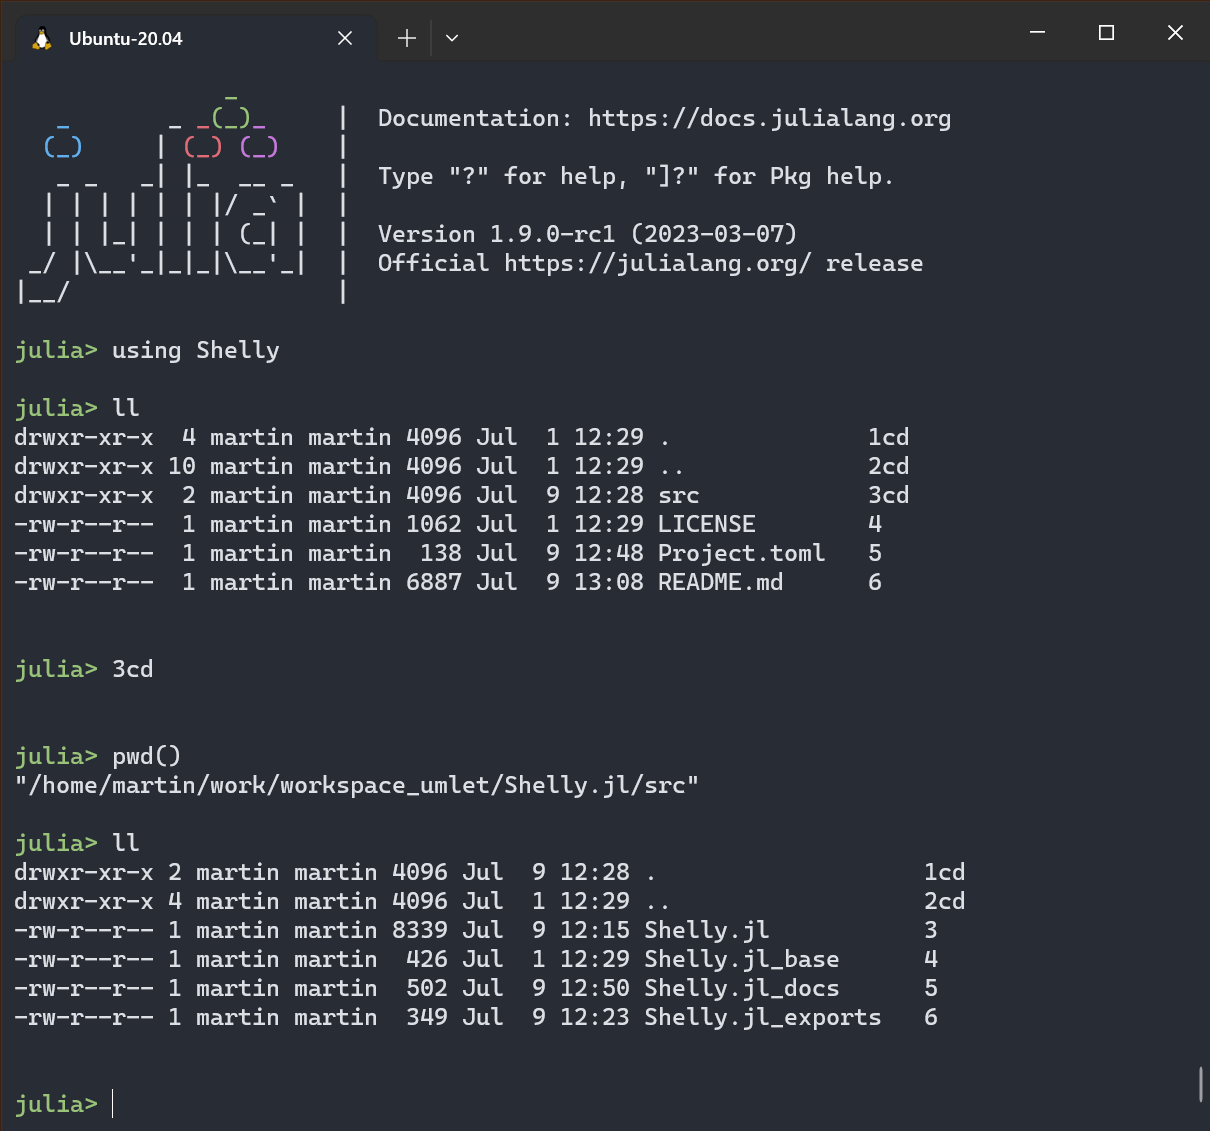 Ubuntu-20.04
               _
   _       _ _(_)_     |  Documentation: https://docs.julialang.org
  (_)     | (_) (_)    |
   _ _   _| |_  __ _   |  Type "?" for help, "]?" for Pkg help.
  | | | | | | |/ _` |  |
  | | |_| | | | (_| |  |  Version 1.9.0-rc1 (2023-03-07)
 _/ |\__'_|_|_|\__'_|  |  Official https://julialang.org/ release
|__/                   |
julia> using Shelly
julia> ll
drwxr-xr-x  4 martin martin 4096 Jul  1 12:29 .              1cd
drwxr-xr-x 10 martin martin 4096 Jul  1 12:29 ..             2cd
drwxr-xr-x  2 martin martin 4096 Jul  9 12:28 src            3cd
-rw-r--r--  1 martin martin 1062 Jul  1 12:29 LICENSE        4
-rw-r--r--  1 martin martin  138 Jul  9 12:48 Project.toml   5
-rw-r--r--  1 martin martin 6887 Jul  9 13:08 README.md      6
julia> 3cd
julia> pwd()
"/home/martin/work/workspace_umlet/Shelly.jl/src"
julia> ll
drwxr-xr-x 2 martin martin 4096 Jul  9 12:28 .                   1cd
drwxr-xr-x 4 martin martin 4096 Jul  1 12:29 ..                  2cd
-rw-r--r-- 1 martin martin 8339 Jul  9 12:15 Shelly.jl           3
-rw-r--r-- 1 martin martin  426 Jul  1 12:29 Shelly.jl_base      4
-rw-r--r-- 1 martin martin  502 Jul  9 12:50 Shelly.jl_docs      5
-rw-r--r-- 1 martin martin  349 Jul  9 12:23 Shelly.jl_exports   6
julia>